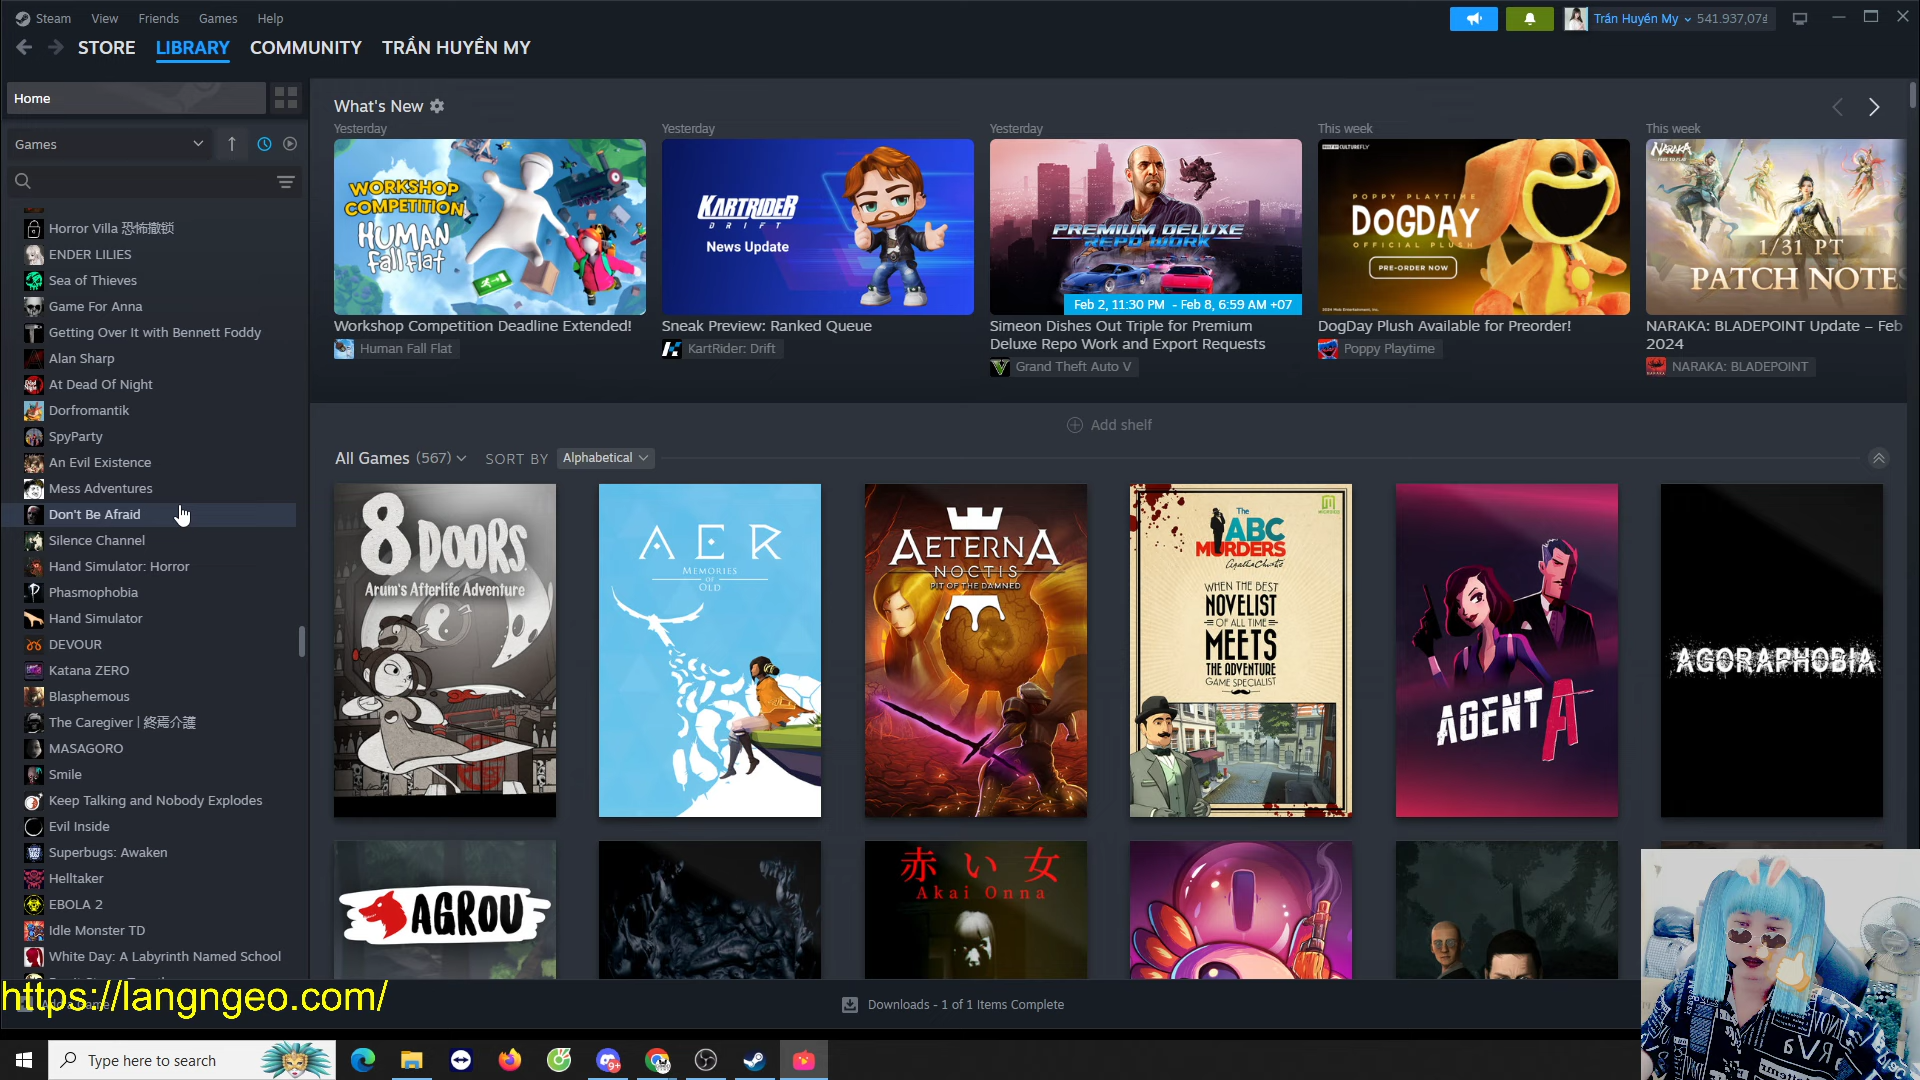 Steam View Friends Games Help
Trần Huyền My 541.937,07₫
STORE LIBRARY COMMUNITY TRẦN HUYỀN MY
Home
Games
What's New
Yesterday
WORKSHOP
COMPETITION
HUMAN
fall flat
Workshop Competition Deadline Extended!
Human Fall Flat
Yesterday
KARTRIDER
DRIFT
News Update
Sneak Preview: Ranked Queue
KartRider: Drift
Yesterday
PREMIUM DELUXE
REPO WORK
Feb 2, 11:30 PM - Feb 8, 6:59 AM +07
Simeon Dishes Out Triple for Premium
Deluxe Repo Work and Export Requests
Grand Theft Auto V
This week
POPPY PLAYTIME
DOGDAY
OFFICIAL PLUSH
PRE-ORDER NOW
DogDay Plush Available for Preorder!
Poppy Playtime
This week
NARAKA
1/31 PT
PATCH NOTES
NARAKA: BLADEPOINT Update – Feb
2024
NARAKA: BLADEPOINT
Horror Villa 恐怖撤锁
ENDER LILIES
Sea of Thieves
Game For Anna
Getting Over It with Bennett Foddy
Alan Sharp
At Dead Of Night
Dorfromantik
SpyParty
An Evil Existence
Mess Adventures
Don't Be Afraid
Silence Channel
Hand Simulator: Horror
Phasmophobia
Hand Simulator
DEVOUR
Katana ZERO
Blasphemous
The Caregiver | 終焉介護
MASAGORO
Smile
Keep Talking and Nobody Explodes
Evil Inside
Superbugs: Awaken
Helltaker
EBOLA 2
Idle Monster TD
White Day: A Labyrinth Named School
Add shelf
All Games (567) SORT BY Alphabetical
8 DOORS
Arum's Afterlife Adventure
AER
MEMORIES
OF
OLD
AETERNA
NOCTIS
PIT OF THE DAMNED
The
ABC
MURDERS
Agatha Christie
WHEN THE BEST
NOVELIST
OF ALL TIME
MEETS
THE ADVENTURE
GAME SPECIALIST
AGENT A
AGORAPHOBIA
AGROU
赤い女
Akai Onna
https://langngeo.com/
Downloads - 1 of 1 Items Complete
Type here to search